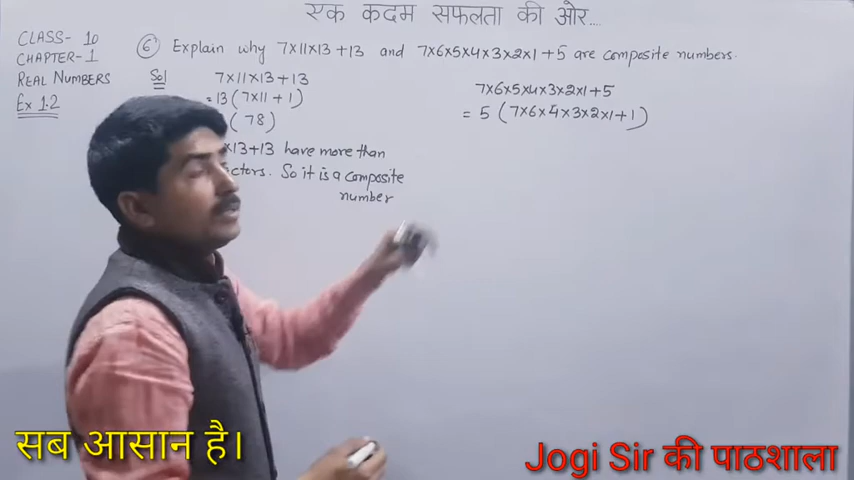 एक कदम सफलता की ओर....
CLASS- 10
CHAPTER-1
REAL NUMBERS
Ex 1.2
6 Explain why 7×11×13+13 and 7×6×5×4×3×2×1+5 are composite numbers.
Sol
7×11×13+13
=13(7×11+1)
(78)
×13+13 have more than
ctors. So it is a composite
number
7×6×5×4×3×2×1+5
= 5(7×6×4×3×2×1+1)
सब आसान है।
Jogi Sir की पाठशाला